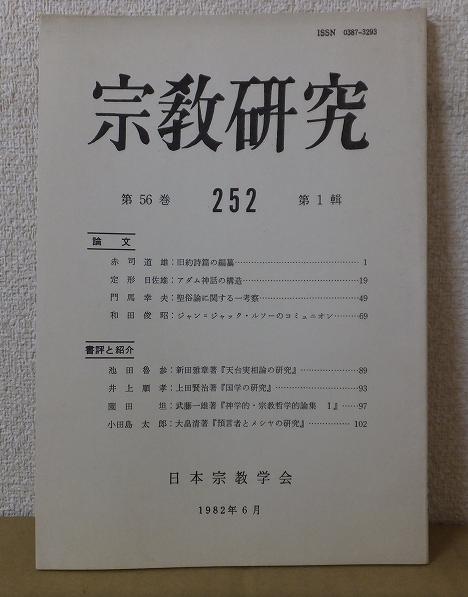 ISSN 0387-3293
宗教研究
第56巻 252 第1輯
論文
赤司道雄：旧約詩篇の編纂……………………………………1
定形日佐雄：アダム神話の構造……………………………………19
門馬幸夫：聖俗論に関する一考察……………………………………49
和田俊昭：ジャン＝ジャック・ルソーのコミュニオン………69
書評と紹介
池田魯参：新田雅章著『天台実相論の研究』………………89
井上順孝：上田賢治著『国学の研究』………………………93
薗田坦：武藤一雄著『神学的・宗教哲学的論集 Ⅰ』……97
小田島太郎：大畠清著『預言者とメシヤの研究』……………102
日本宗教学会
1982年6月